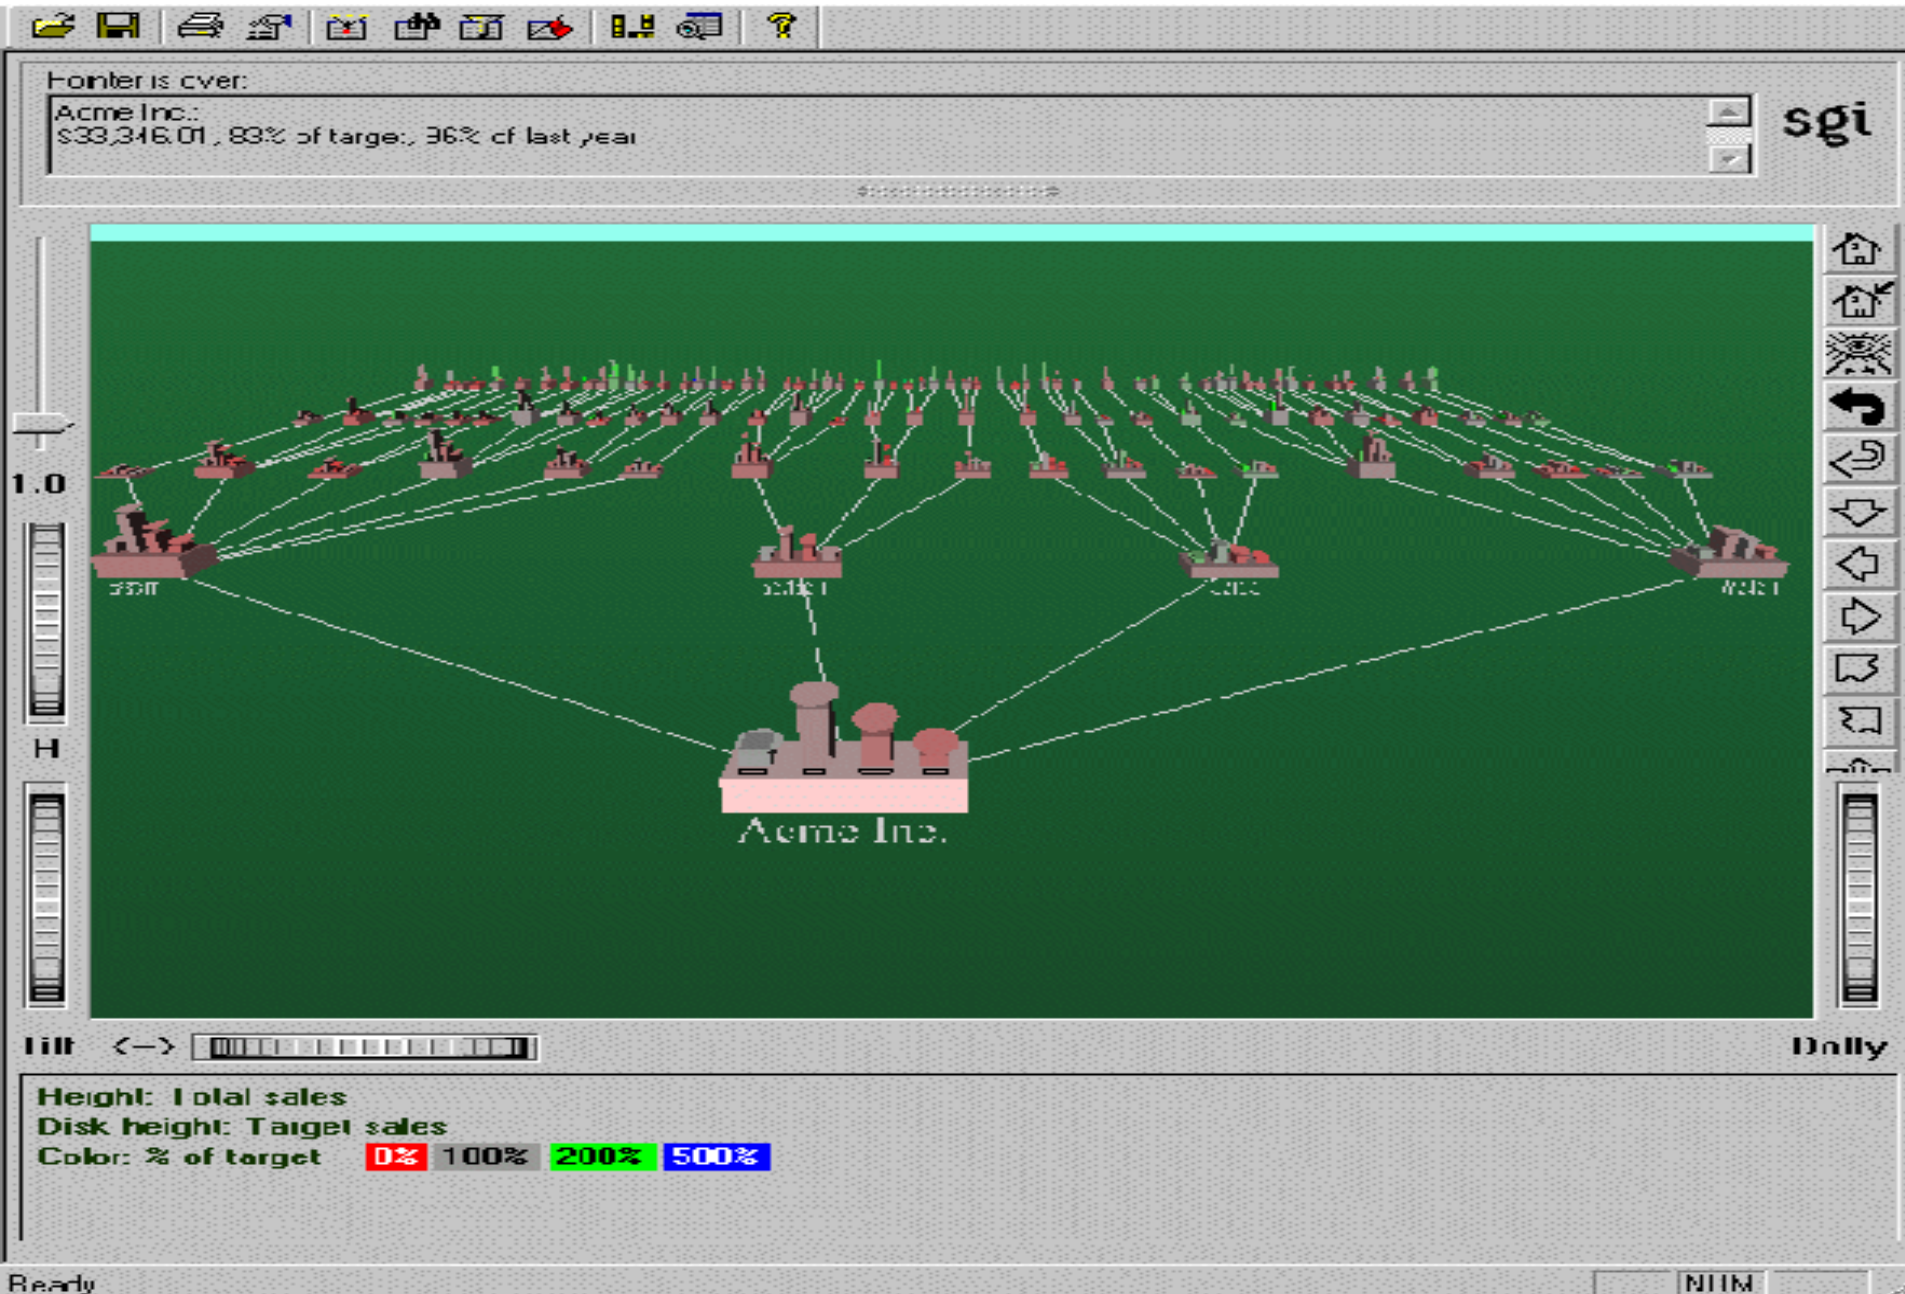 Pointer is over:
Acme Inc.:
$33,346.01, 83% of target, 96% of last year
sgi
1.0
H
Acme Inc.
Tilt <-> Dolly
Height: Total sales
Disk height: Target sales
Color: % of target 0% 100% 200% 500%
Ready NUM